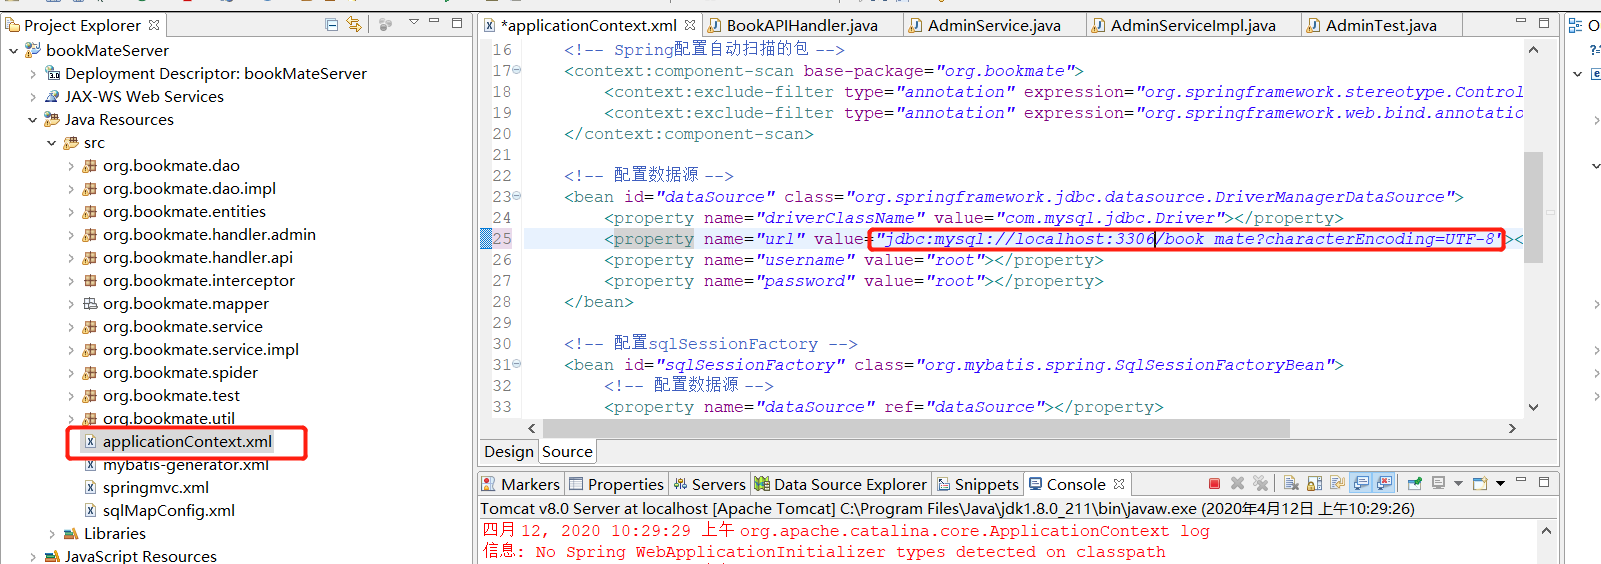 Project Explorer
bookMateServer
Deployment Descriptor: bookMateServer
JAX-WS Web Services
Java Resources
src
org.bookmate.dao
org.bookmate.dao.impl
org.bookmate.entities
org.bookmate.handler.admin
org.bookmate.handler.api
org.bookmate.interceptor
org.bookmate.mapper
org.bookmate.service
org.bookmate.service.impl
org.bookmate.spider
org.bookmate.test
org.bookmate.util
applicationContext.xml
mybatis-generator.xml
springmvc.xml
sqlMapConfig.xml
Libraries
JavaScript Resources
*applicationContext.xml BookAPIHandler.java AdminService.java AdminServiceImpl.java AdminTest.java
16 <!-- Spring配置自动扫描的包 -->
17 <context:component-scan base-package="org.bookmate">
18 <context:exclude-filter type="annotation" expression="org.springframework.stereotype.Control
19 <context:exclude-filter type="annotation" expression="org.springframework.web.bind.annotatio
20 </context:component-scan>
21
22 <!-- 配置数据源 -->
23 <bean id="dataSource" class="org.springframework.jdbc.datasource.DriverManagerDataSource">
24 <property name="driverClassName" value="com.mysql.jdbc.Driver"></property>
25 <property name="url" value="jdbc:mysql://localhost:3306/book_mate?characterEncoding=UTF-8"><
26 <property name="username" value="root"></property>
27 <property name="password" value="root"></property>
28 </bean>
29
30 <!-- 配置sqlSessionFactory -->
31 <bean id="sqlSessionFactory" class="org.mybatis.spring.SqlSessionFactoryBean">
32 <!-- 配置数据源 -->
33 <property name="dataSource" ref="dataSource"></property>
Design Source
Markers Properties Servers Data Source Explorer Snippets Console
Tomcat v8.0 Server at localhost [Apache Tomcat] C:\Program Files\Java\jdk1.8.0_211\bin\javaw.exe (2020年4月12日 上午10:29:26)
四月 12, 2020 10:29:29 上午 org.apache.catalina.core.ApplicationContext log
信息: No Spring WebApplicationInitializer types detected on classpath